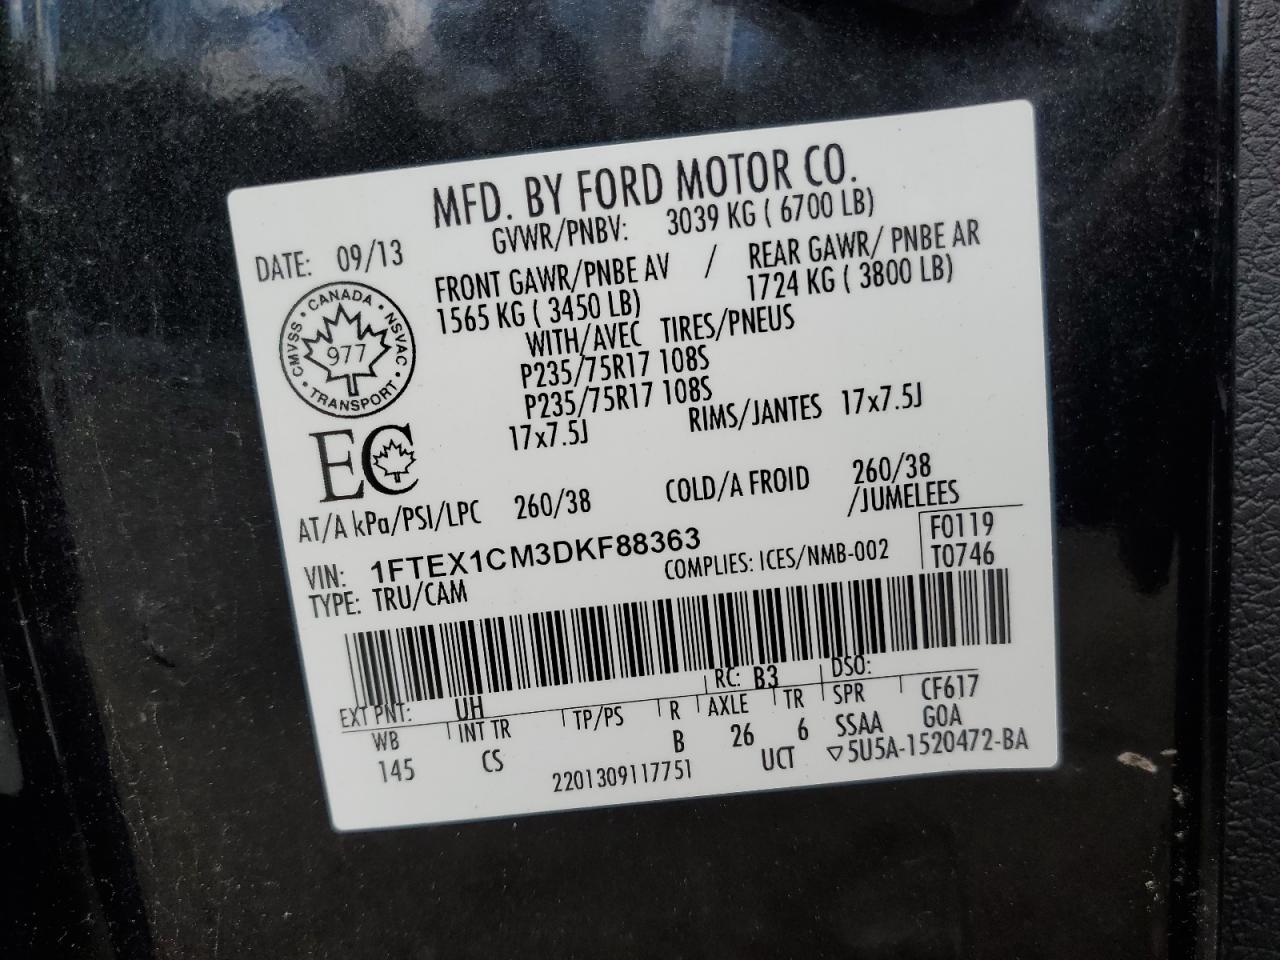 MFD. BY FORD MOTOR CO.
DATE: 09/13 GVWR/PNBV: 3039 KG ( 6700 LB)
FRONT GAWR/PNBE AV / REAR GAWR/ PNBE AR
1565 KG ( 3450 LB) 1724 KG ( 3800 LB)
WITH/AVEC TIRES/PNEUS
P235/75R17 108S
P235/75R17 108S
17x7.5J RIMS/JANTES 17x7.5J
CMVSS • CANADA • NSVAC • TRANSPORT •
977
EC
AT/A kPa/PSI/LPC 260/38 COLD/A FROID 260/38
/JUMELEES
VIN: 1FTEX1CM3DKF88363
COMPLIES: ICES/NMB-002
F0119
T0746
TYPE: TRU/CAM
EXT PNT: UH RC: B3 DSO:
WB INT TR TP/PS R AXLE TR SPR CF617
145 CS B 26 6 SSAA GOA
2201309117751 UCT ▽5U5A-1520472-BA